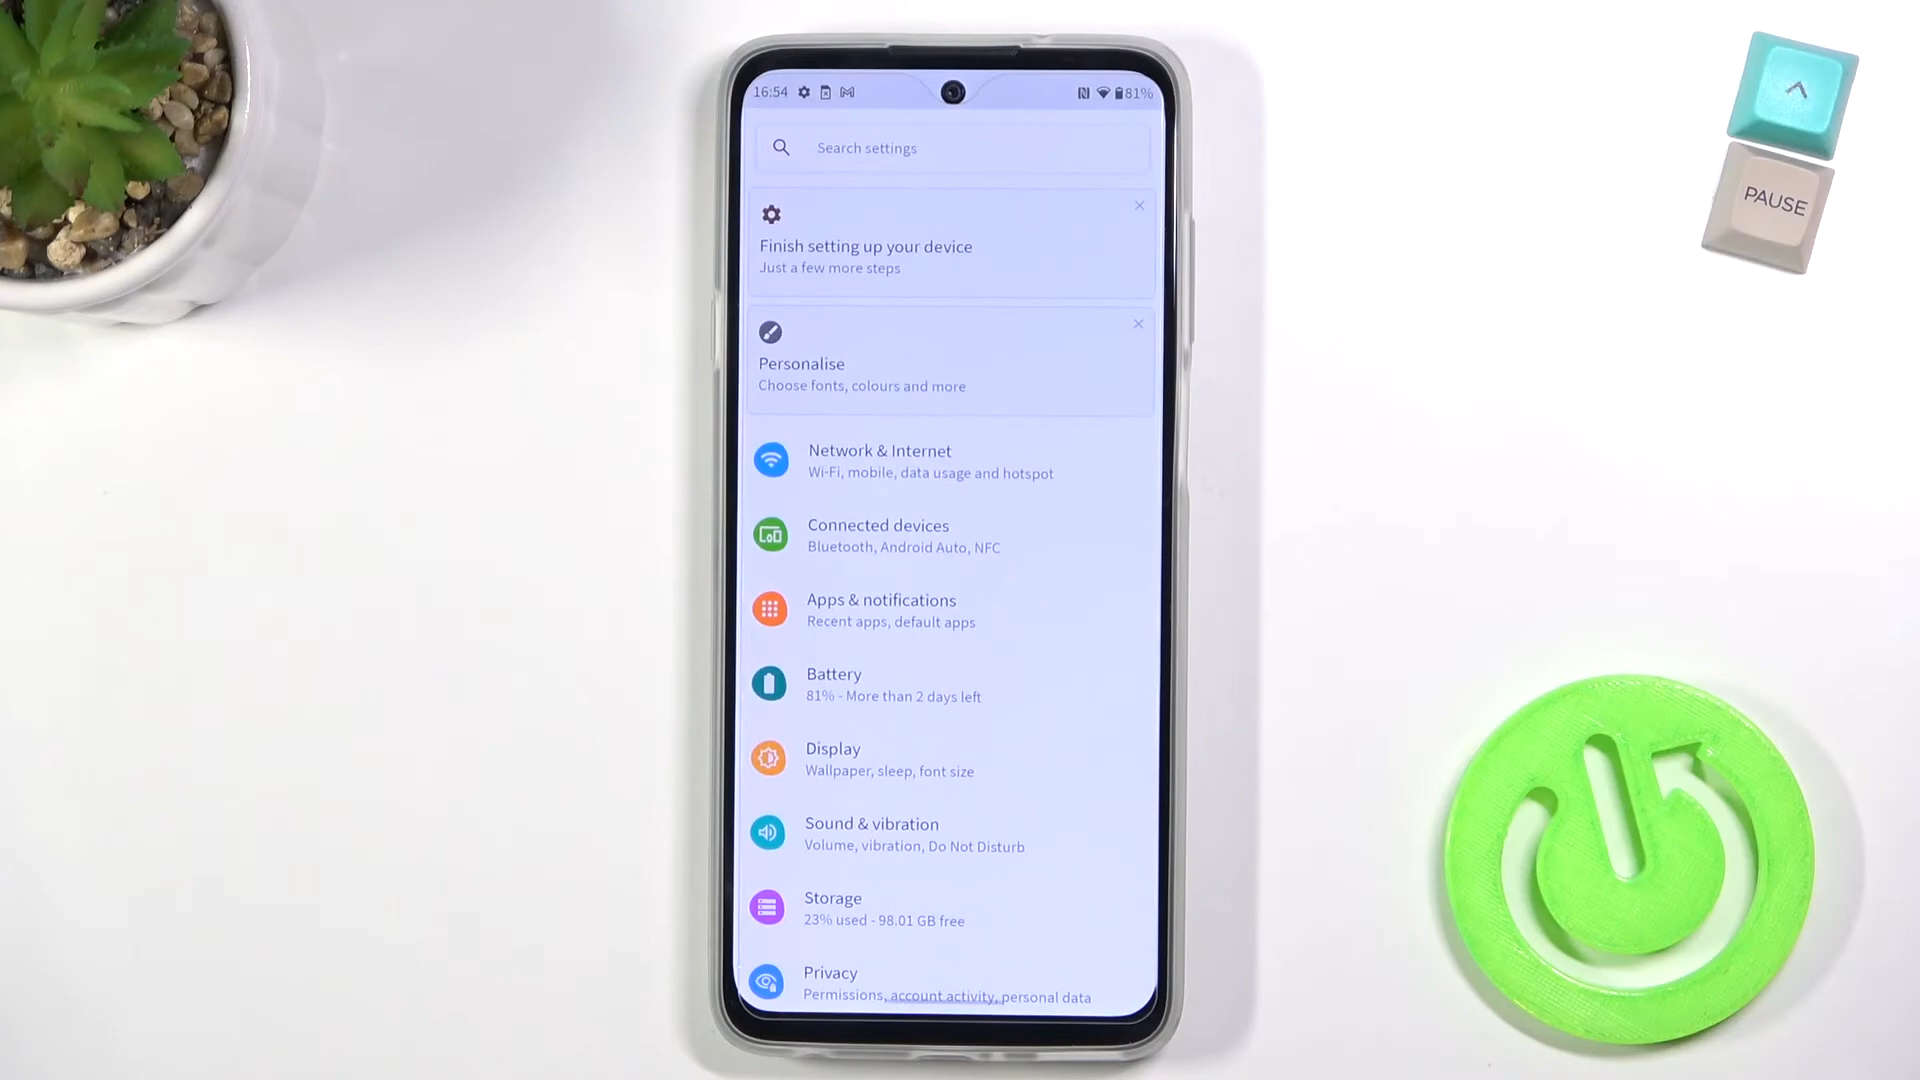 16:54
81%
Search settings
Finish setting up your device
Just a few more steps
Personalise
Choose fonts, colours and more
Network & Internet
Wi-Fi, mobile, data usage and hotspot
Connected devices
Bluetooth, Android Auto, NFC
Apps & notifications
Recent apps, default apps
Battery
81% - More than 2 days left
Display
Wallpaper, sleep, font size
Sound & vibration
Volume, vibration, Do Not Disturb
Storage
23% used - 98.01 GB free
Privacy
Permissions, account activity, personal data
PAUSE